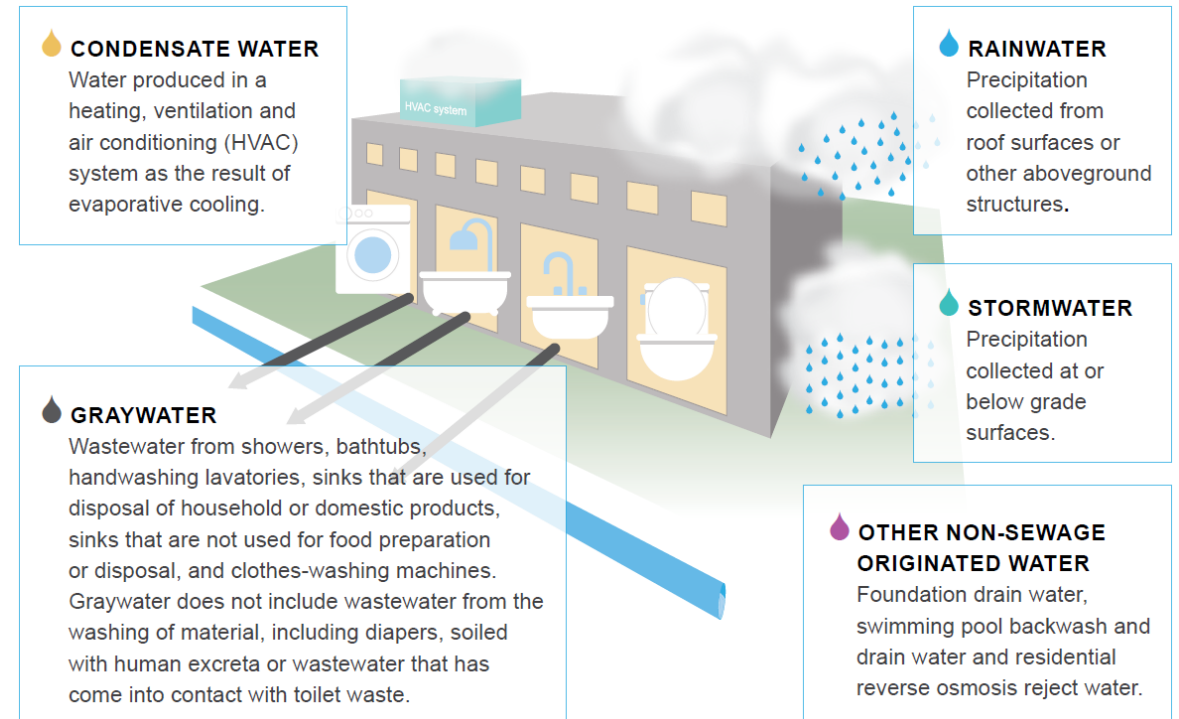 CONDENSATE WATER
Water produced in a
heating, ventilation and
air conditioning (HVAC)
system as the result of
evaporative cooling.
HVAC system
RAINWATER
Precipitation
collected from
roof surfaces or
other aboveground
structures.
STORMWATER
Precipitation
collected at or
below grade
surfaces.
GRAYWATER
Wastewater from showers, bathtubs,
handwashing lavatories, sinks that are used for
disposal of household or domestic products,
sinks that are not used for food preparation
or disposal, and clothes-washing machines.
Graywater does not include wastewater from the
washing of material, including diapers, soiled
with human excreta or wastewater that has
come into contact with toilet waste.
OTHER NON-SEWAGE
ORIGINATED WATER
Foundation drain water,
swimming pool backwash and
drain water and residential
reverse osmosis reject water.